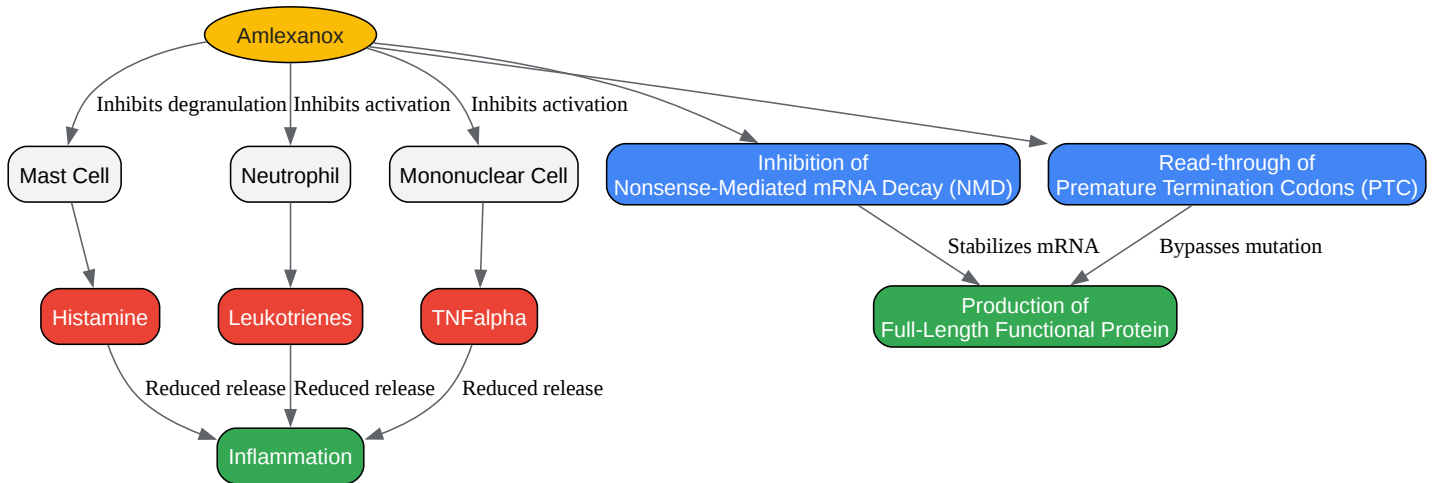 Amlexanox
Inhibits degranulation
Inhibits activation
Inhibits activation
Mast Cell
Neutrophil
Mononuclear Cell
Inhibition of
Nonsense-Mediated mRNA Decay (NMD)
Read-through of
Premature Termination Codons (PTC)
Stabilizes mRNA
Bypasses mutation
Histamine
Leukotrienes
TNFalpha
Production of
Full-Length Functional Protein
Reduced release
Reduced release
Reduced release
Inflammation